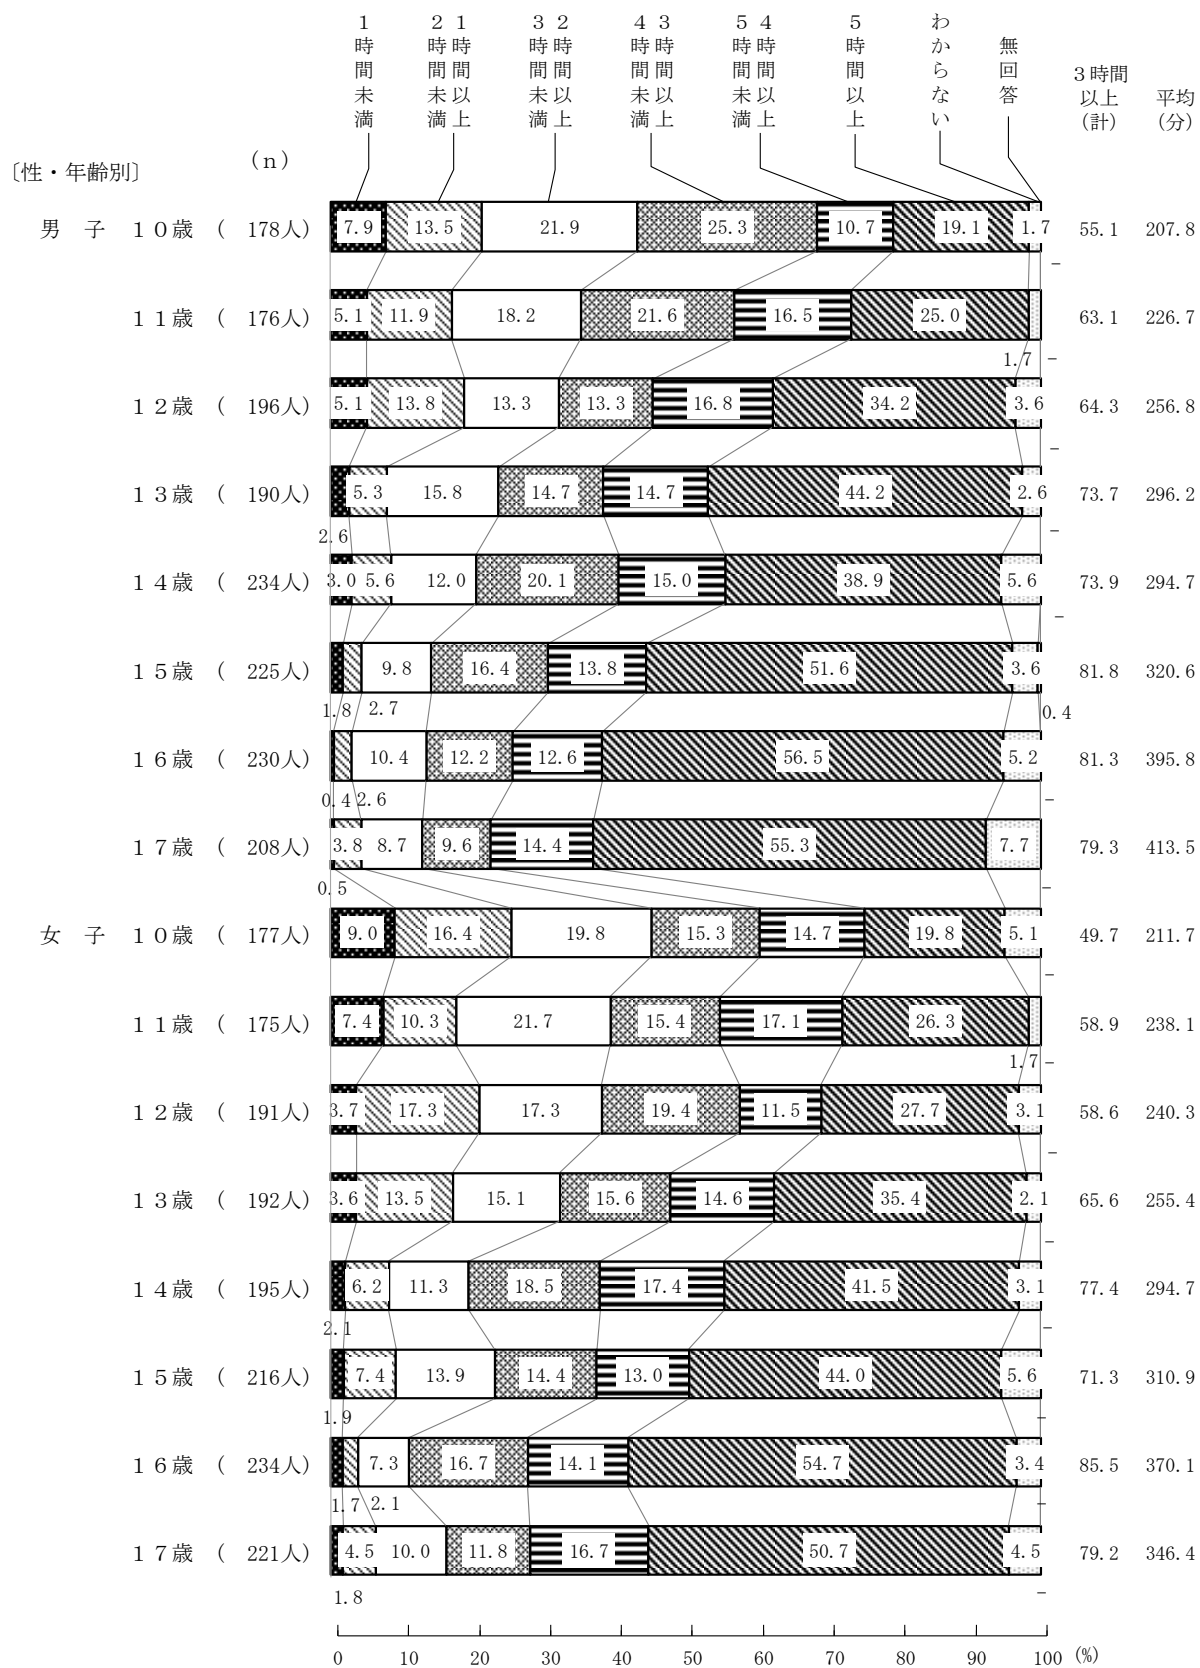 1時間未満
1時間以上
2時間未満
2時間以上
3時間未満
3時間以上
4時間未満
4時間以上
5時間未満
5時間以上
わからない
無回答
3時間
以上
(計)
平均
(分)
〔性・年齢別〕
(n)
男 子 10歳 ( 178人) 7.9 13.5 21.9 25.3 10.7 19.1 1.7 55.1 207.8
－
11歳 ( 176人) 5.1 11.9 18.2 21.6 16.5 25.0 63.1 226.7
1.7 －
12歳 ( 196人) 5.1 13.8 13.3 13.3 16.8 34.2 3.6 64.3 256.8
－
13歳 ( 190人) 5.3 15.8 14.7 14.7 44.2 2.6 73.7 296.2
2.6 －
14歳 ( 234人) 3.0 5.6 12.0 20.1 15.0 38.9 5.6 73.9 294.7
－
15歳 ( 225人) 9.8 16.4 13.8 51.6 3.6 81.8 320.6
1.8 2.7 0.4
16歳 ( 230人) 10.4 12.2 12.6 56.5 5.2 81.3 395.8
0.4 2.6 －
17歳 ( 208人) 3.8 8.7 9.6 14.4 55.3 7.7 79.3 413.5
0.5 －
女 子 10歳 ( 177人) 9.0 16.4 19.8 15.3 14.7 19.8 5.1 49.7 211.7
－
11歳 ( 175人) 7.4 10.3 21.7 15.4 17.1 26.3 58.9 238.1
1.7 －
12歳 ( 191人) 3.7 17.3 17.3 19.4 11.5 27.7 3.1 58.6 240.3
－
13歳 ( 192人) 3.6 13.5 15.1 15.6 14.6 35.4 2.1 65.6 255.4
－
14歳 ( 195人) 6.2 11.3 18.5 17.4 41.5 3.1 77.4 294.7
2.1 －
15歳 ( 216人) 7.4 13.9 14.4 13.0 44.0 5.6 71.3 310.9
1.9 －
16歳 ( 234人) 7.3 16.7 14.1 54.7 3.4 85.5 370.1
1.7 2.1 －
17歳 ( 221人) 4.5 10.0 11.8 16.7 50.7 4.5 79.2 346.4
1.8 －
0 10 20 30 40 50 60 70 80 90 100 (%)